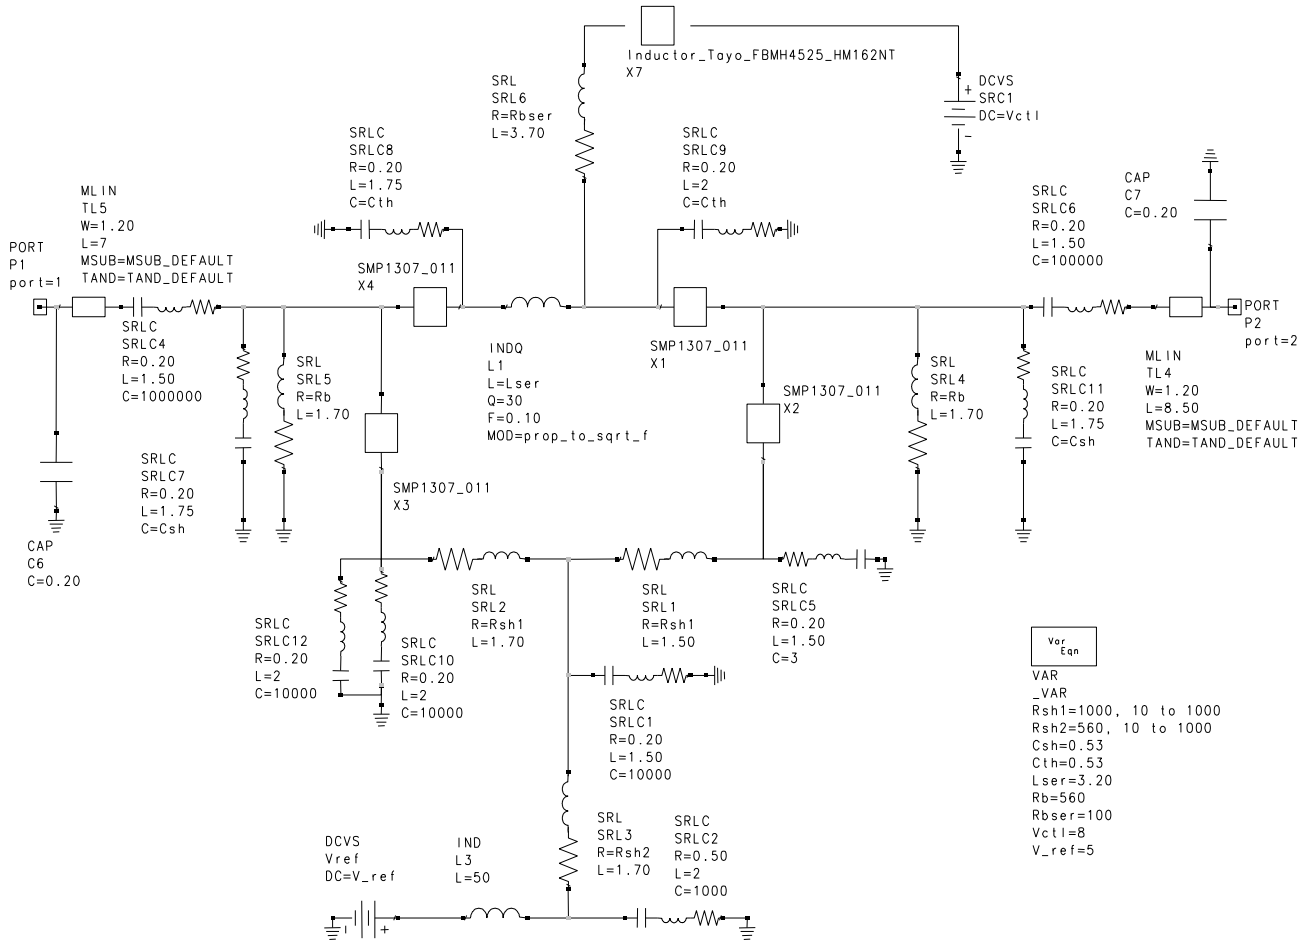 Inductor_Tayo_FBMH4525_HM162NT
X7
SRL
SRL6
R=Rbser
L=3.70
DCVS
SRC1
DC=Vctl
+
-
SRLC
SRLC8
R=0.20
L=1.75
C=Cth
SRLC
SRLC9
R=0.20
L=2
C=Cth
MLIN
TL5
W=1.20
L=7
MSUB=MSUB_DEFAULT
TAND=TAND_DEFAULT
SRLC
SRLC6
R=0.20
L=1.50
C=100000
CAP
C7
C=0.20
PORT
P1
port=1
SMP1307_011
X4
PORT
P2
port=2
SRLC
SRLC4
R=0.20
L=1.50
C=1000000
SRL
SRL5
R=Rb
L=1.70
INDQ
L1
L=Lser
Q=30
F=0.10
MOD=prop_to_sqrt_f
SMP1307_011
X1
SMP1307_011
X2
SRL
SRL4
R=Rb
L=1.70
SRLC
SRLC11
R=0.20
L=1.75
C=Csh
MLIN
TL4
W=1.20
L=8.50
MSUB=MSUB_DEFAULT
TAND=TAND_DEFAULT
SRLC
SRLC7
R=0.20
L=1.75
C=Csh
SMP1307_011
X3
CAP
C6
C=0.20
SRL
SRL2
R=Rsh1
L=1.70
SRL
SRL1
R=Rsh1
L=1.50
SRLC
SRLC5
R=0.20
L=1.50
C=3
SRLC
SRLC12
R=0.20
L=2
C=10000
SRLC
SRLC10
R=0.20
L=2
C=10000
SRLC
SRLC1
R=0.20
L=1.50
C=10000
Var
Eqn
VAR
_VAR
Rsh1=1000, 10 to 1000
Rsh2=560, 10 to 1000
Csh=0.53
Cth=0.53
Lser=3.20
Rb=560
Rbser=100
Vctl=8
V_ref=5
DCVS
Vref
DC=V_ref
-
+
IND
L3
L=50
SRL
SRL3
R=Rsh2
L=1.70
SRLC
SRLC2
R=0.50
L=2
C=1000